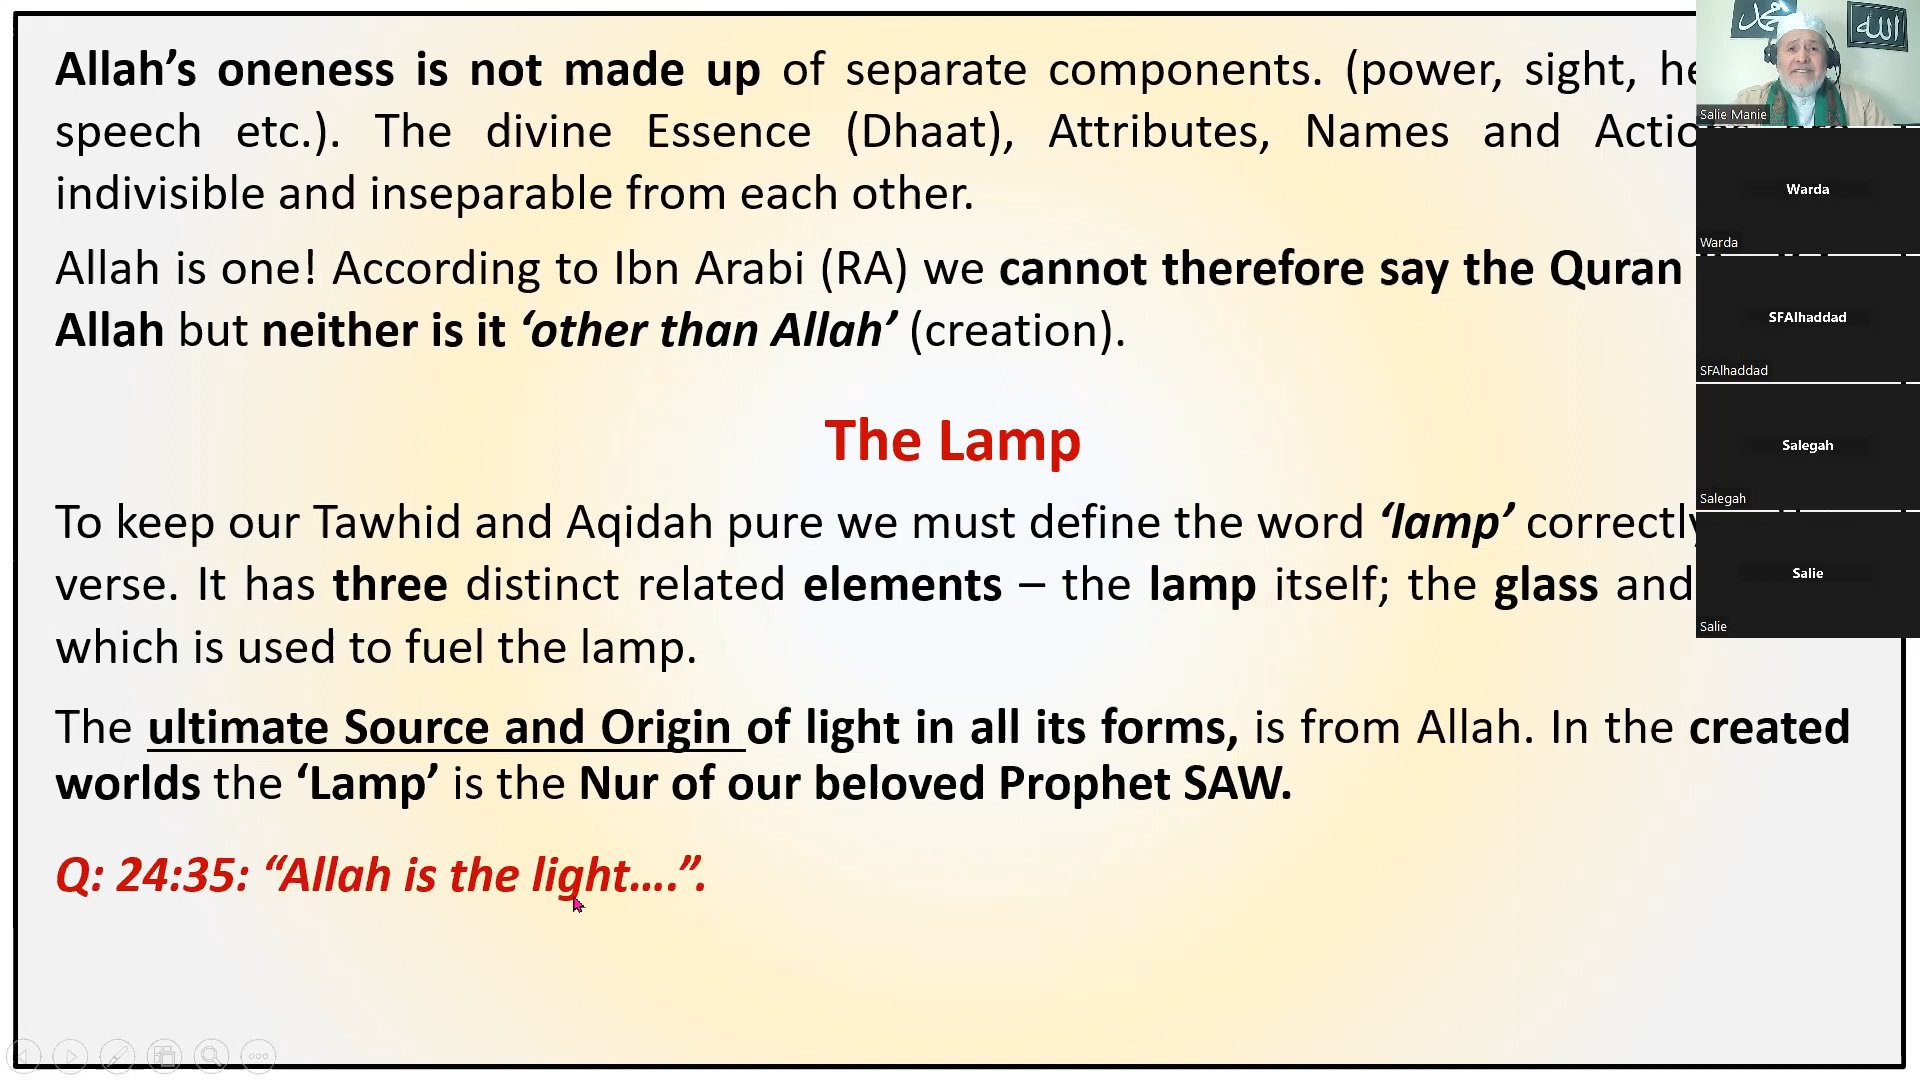 Allah’s oneness is not made up of separate components. (power, sight,
speech etc.). The divine Essence (Dhaat), Attributes, Names and
indivisible and inseparable from each other.
Allah is one! According to Ibn Arabi (RA) we cannot therefore say the Quran
Allah but neither is it ‘other than Allah’ (creation).
The Lamp
To keep our Tawhid and Aqidah pure we must define the word ‘lamp’ correctly
verse. It has three distinct related elements – the lamp itself; the glass and
which is used to fuel the lamp.
The ultimate Source and Origin of light in all its forms, is from Allah. In the created
worlds the ‘Lamp’ is the Nur of our beloved Prophet SAW.
Q: 24:35: “Allah is the light....”.
محمد
الله
Salie Manie
Warda
Warda
SFAlhaddad
SFAlhaddad
Salegah
Salegah
Salie
Salie